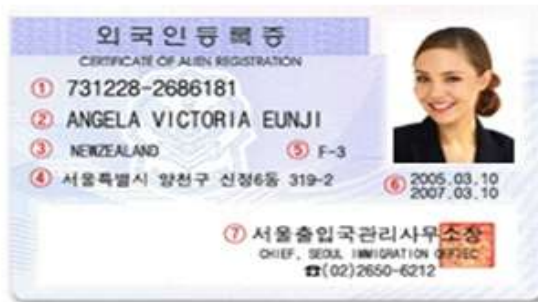 외국인등록증
CERTIFICATE OF ALIEN REGISTRATION
① 731228-2686181
② ANGELA VICTORIA EUNJI
③ NEWZEALAND ⑤ F-3
④ 서울특별시 양천구 신정6동 319-2
⑥ 2005.03.10
2007.03.10
⑦ 서울출입국관리사무소장
CHIEF, SEOUL IMMIGRATION OFFIEC
☎(02)2650-6212